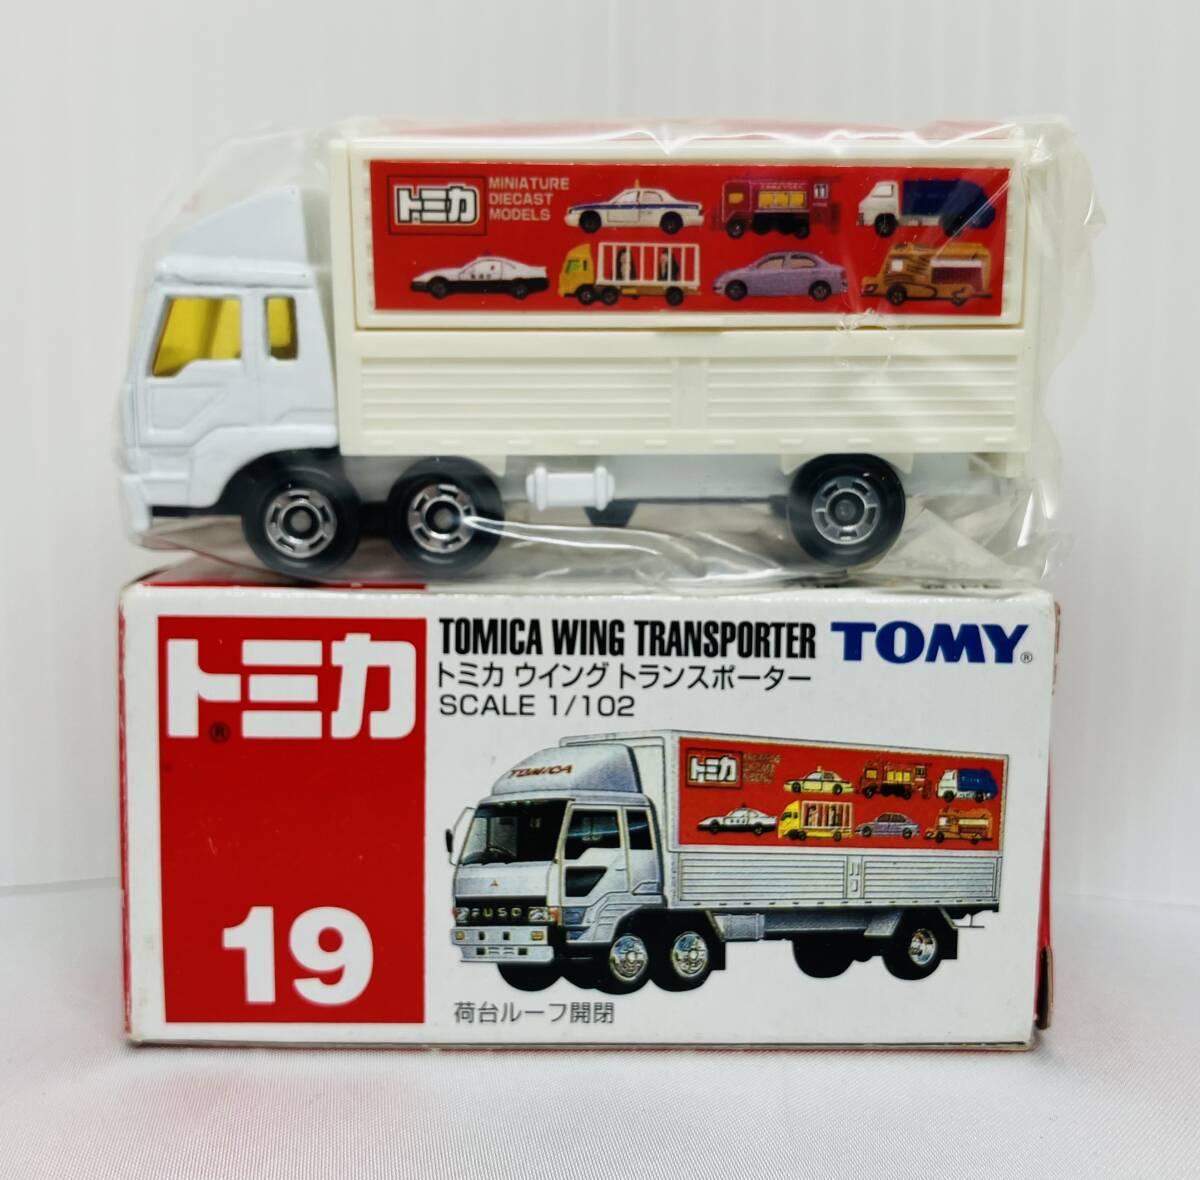 トミカ
MINIATURE
DIECAST
MODELS
11
トミカ®
19
TOMICA WING TRANSPORTER
TOMY®
トミカ ウイング トランスポーター
SCALE 1/102
TOMICA
トミカ
FUSO
荷台ルーフ開閉